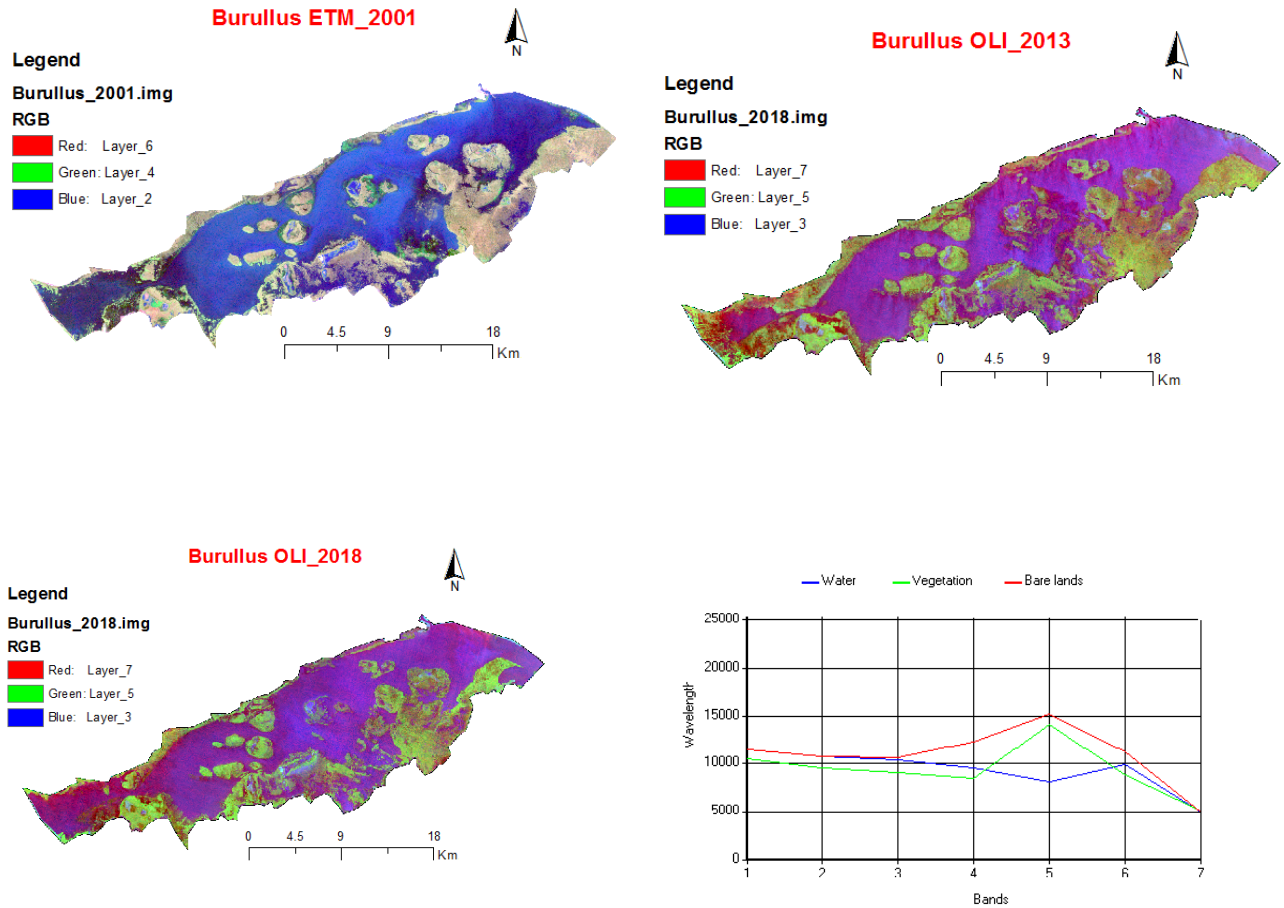 Burullus ETM_2001
N
Legend
Burullus_2001.img
RGB
Red: Layer_6
Green: Layer_4
Blue: Layer_2
0 4.5 9 18
Km
Burullus OLI_2013
N
Legend
Burullus_2018.img
RGB
Red: Layer_7
Green: Layer_5
Blue: Layer_3
0 4.5 9 18
Km
Burullus OLI_2018
N
Legend
Burullus_2018.img
RGB
Red: Layer_7
Green: Layer_5
Blue: Layer_3
0 4.5 9 18
Km
Water Vegetation Bare lands
25000
20000
15000
10000
5000
0
Wavelength
1 2 3 4 5 6 7
Bands